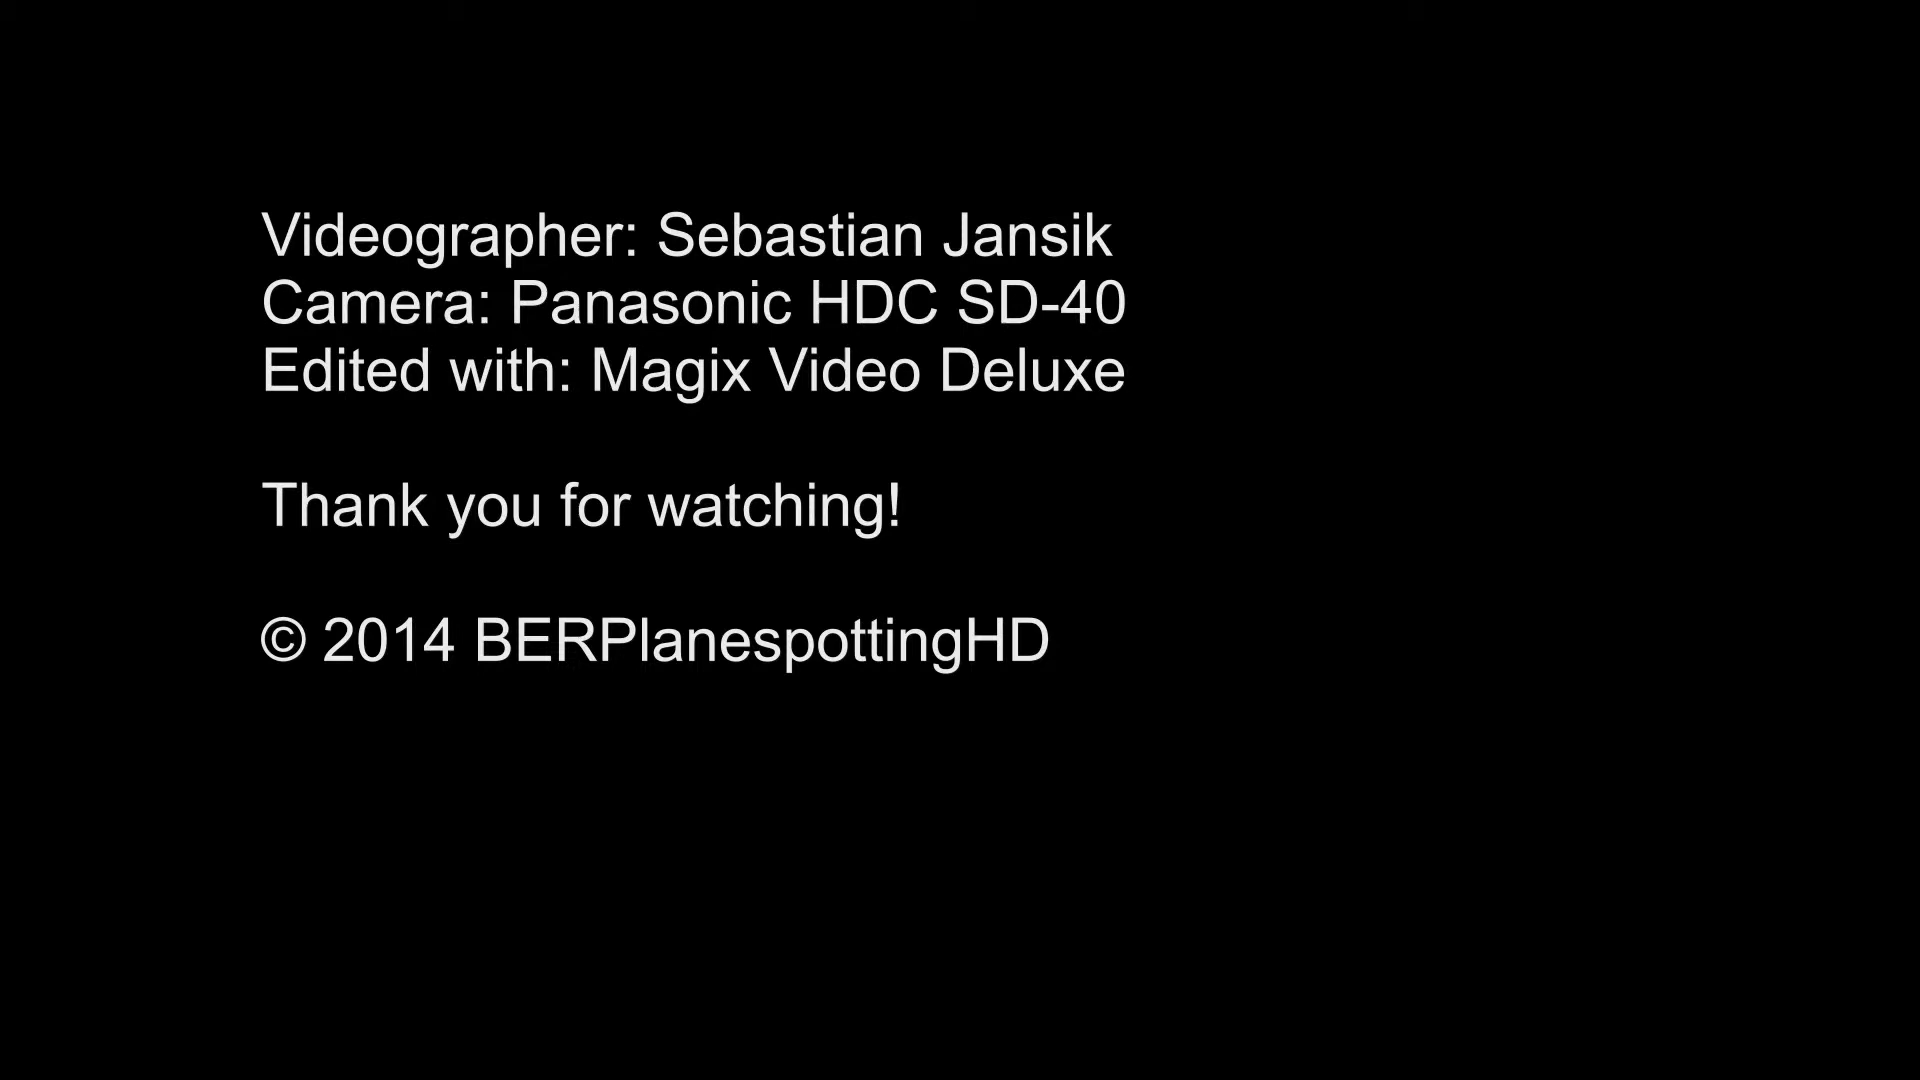 Videographer: Sebastian Jansik
Camera: Panasonic HDC SD-40
Edited with: Magix Video Deluxe
Thank you for watching!
© 2014 BERPlanespottingHD